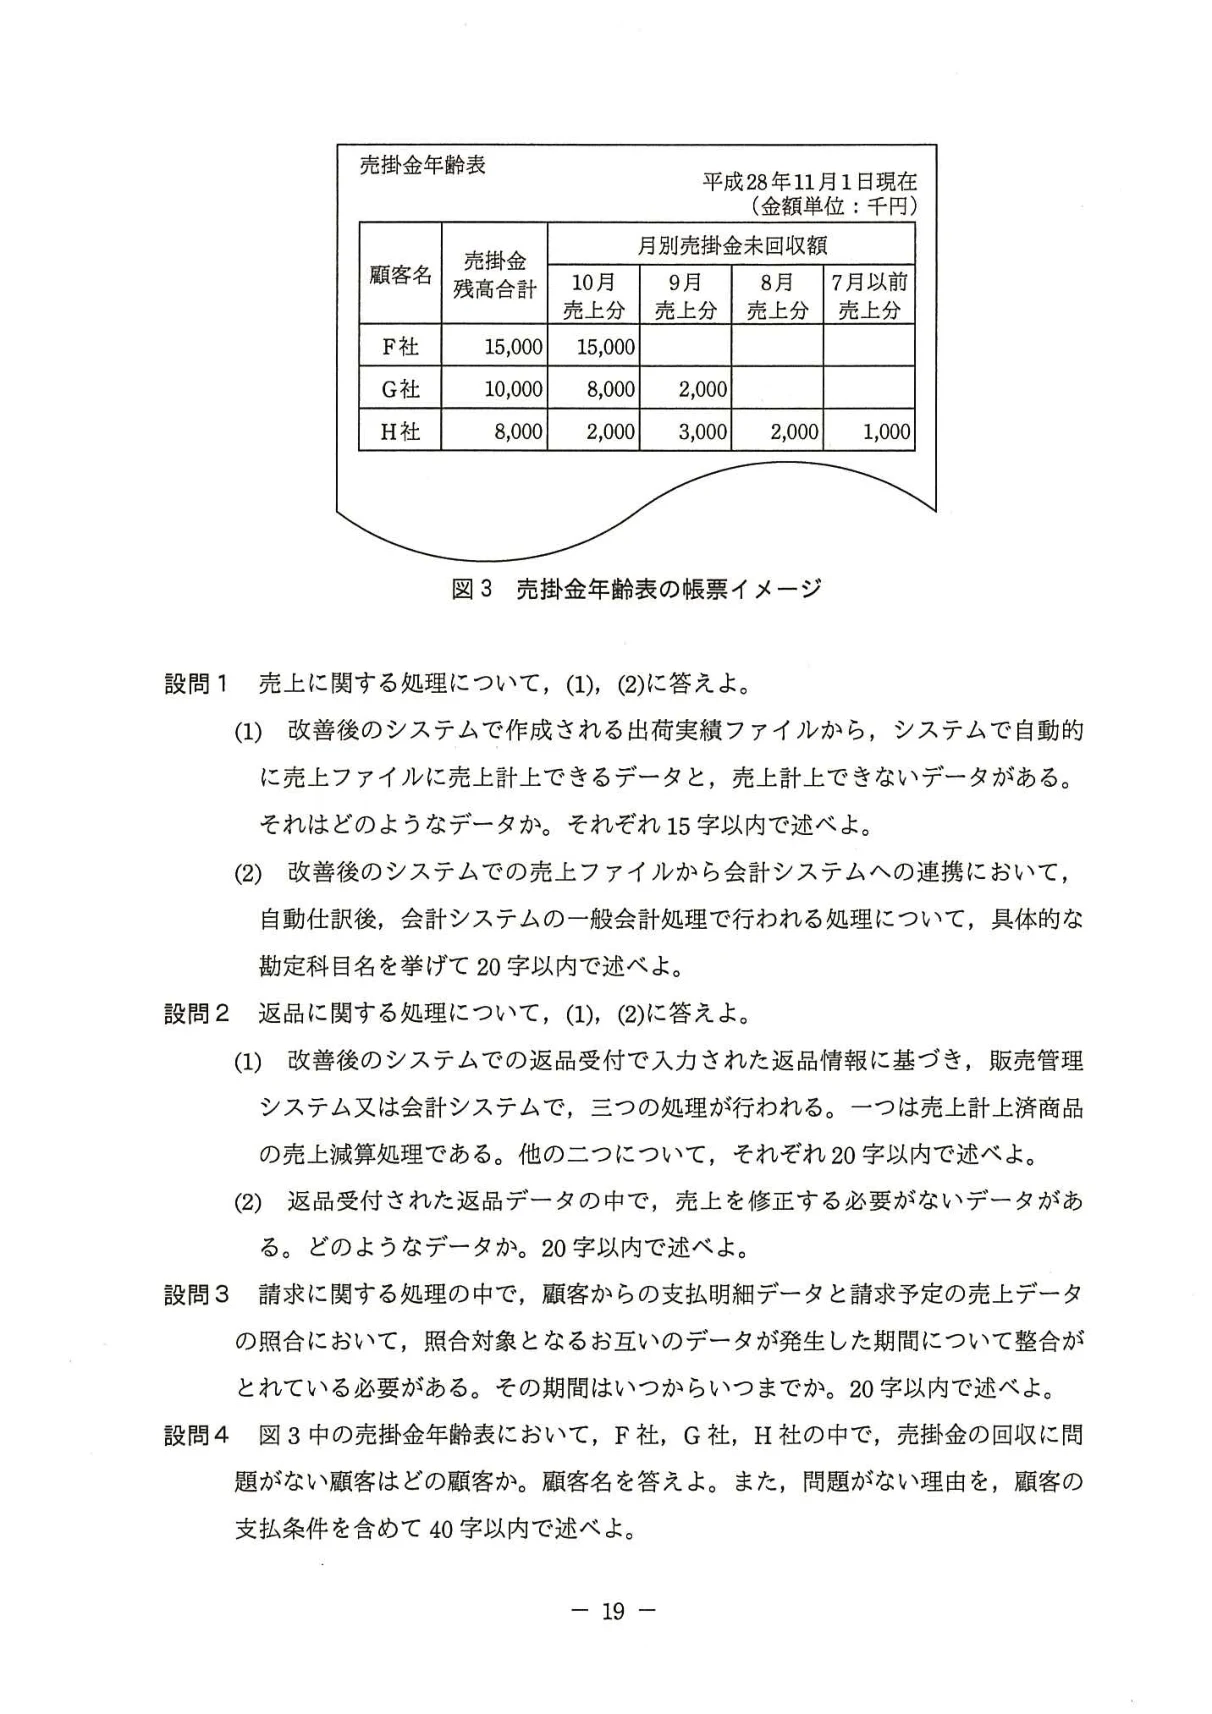 売掛金年齢表
平成28年11月1日現在
（金額単位：千円）
顧客名 売掛金残高合計 月別売掛金未回収額
10月売上分 9月売上分 8月売上分 7月以前売上分
F社 15,000 15,000
G社 10,000 8,000 2,000
H社 8,000 2,000 3,000 2,000 1,000
図3　売掛金年齢表の帳票イメージ
設問1　売上に関する処理について，(1)，(2)に答えよ。
(1)　改善後のシステムで作成される出荷実績ファイルから，システムで自動的
に売上ファイルに売上計上できるデータと，売上計上できないデータがある。
それはどのようなデータか。それぞれ15字以内で述べよ。
(2)　改善後のシステムでの売上ファイルから会計システムへの連携において，
自動仕訳後，会計システムの一般会計処理で行われる処理について，具体的な
勘定科目名を挙げて20字以内で述べよ。
設問2　返品に関する処理について，(1)，(2)に答えよ。
(1)　改善後のシステムでの返品受付で入力された返品情報に基づき，販売管理
システム又は会計システムで，三つの処理が行われる。一つは売上計上済商品
の売上減算処理である。他の二つについて，それぞれ20字以内で述べよ。
(2)　返品受付された返品データの中で，売上を修正する必要がないデータがあ
る。どのようなデータか。20字以内で述べよ。
設問3　請求に関する処理の中で，顧客からの支払明細データと請求予定の売上データ
の照合において，照合対象となるお互いのデータが発生した期間について整合が
とれている必要がある。その期間はいつからいつまでか。20字以内で述べよ。
設問4　図3中の売掛金年齢表において，F社，G社，H社の中で，売掛金の回収に問
題がない顧客はどの顧客か。顧客名を答えよ。また，問題がない理由を，顧客の
支払条件を含めて40字以内で述べよ。
－ 19 －